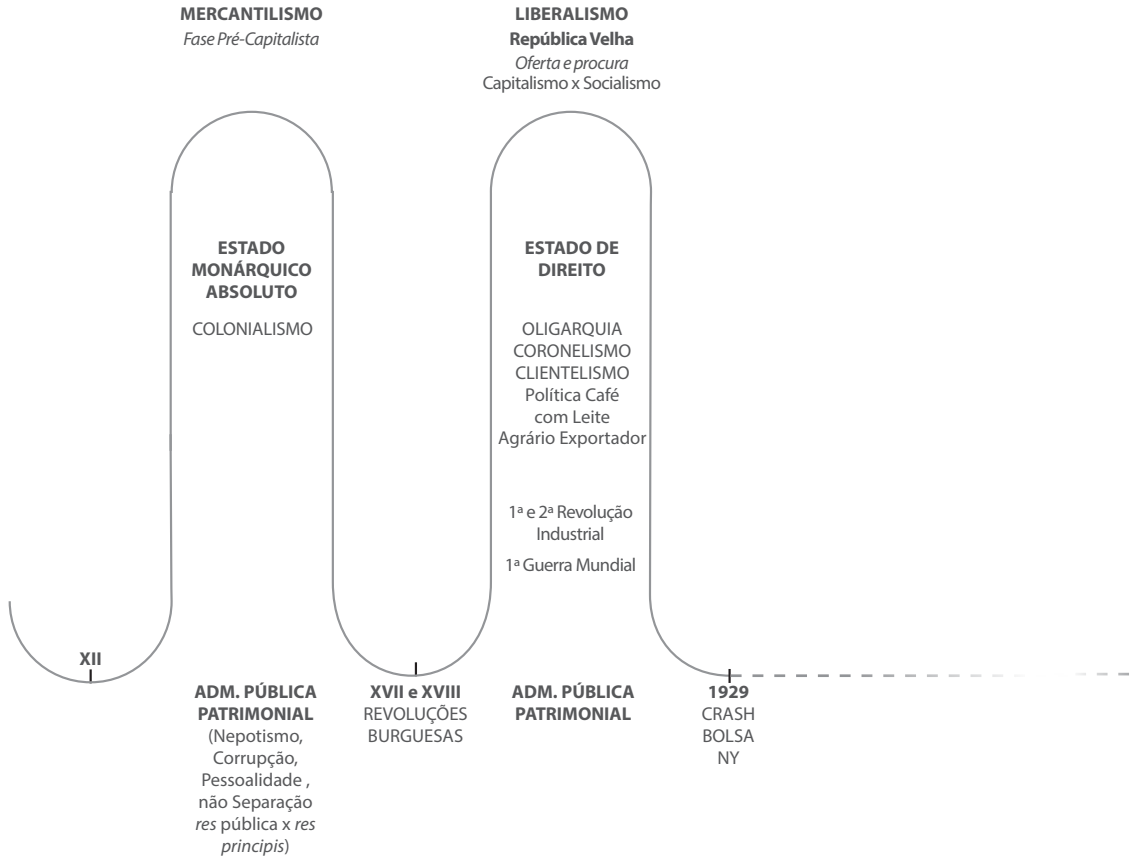 MERCANTILISMO
Fase Pré-Capitalista
LIBERALISMO
República Velha
Oferta e procura
Capitalismo x Socialismo
ESTADO
MONÁRQUICO
ABSOLUTO
COLONIALISMO
ESTADO DE
DIREITO
OLIGARQUIA
CORONELISMO
CLIENTELISMO
Política Café
com Leite
Agrário Exportador
1ª e 2ª Revolução
Industrial
1ª Guerra Mundial
XII
ADM. PÚBLICA
PATRIMONIAL
(Nepotismo,
Corrupção,
Pessoalidade ,
não Separação
res pública x res
principis)
XVII e XVIII
REVOLUÇÕES
BURGUESAS
ADM. PÚBLICA
PATRIMONIAL
1929
CRASH
BOLSA
NY